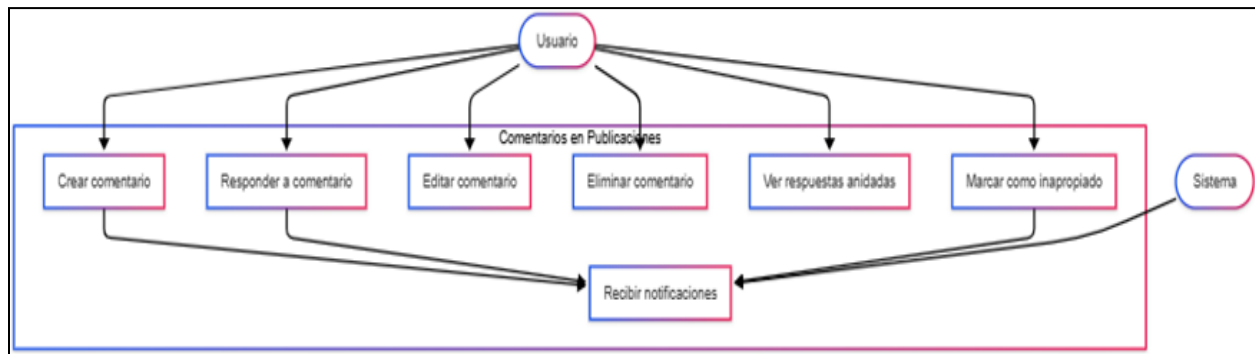 Usuario
Comentarios en Publicaciones
Crear comentario
Responder a comentario
Editar comentario
Eliminar comentario
Ver respuestas anidadas
Marcar como inapropiado
Sistema
Recibir notificaciones